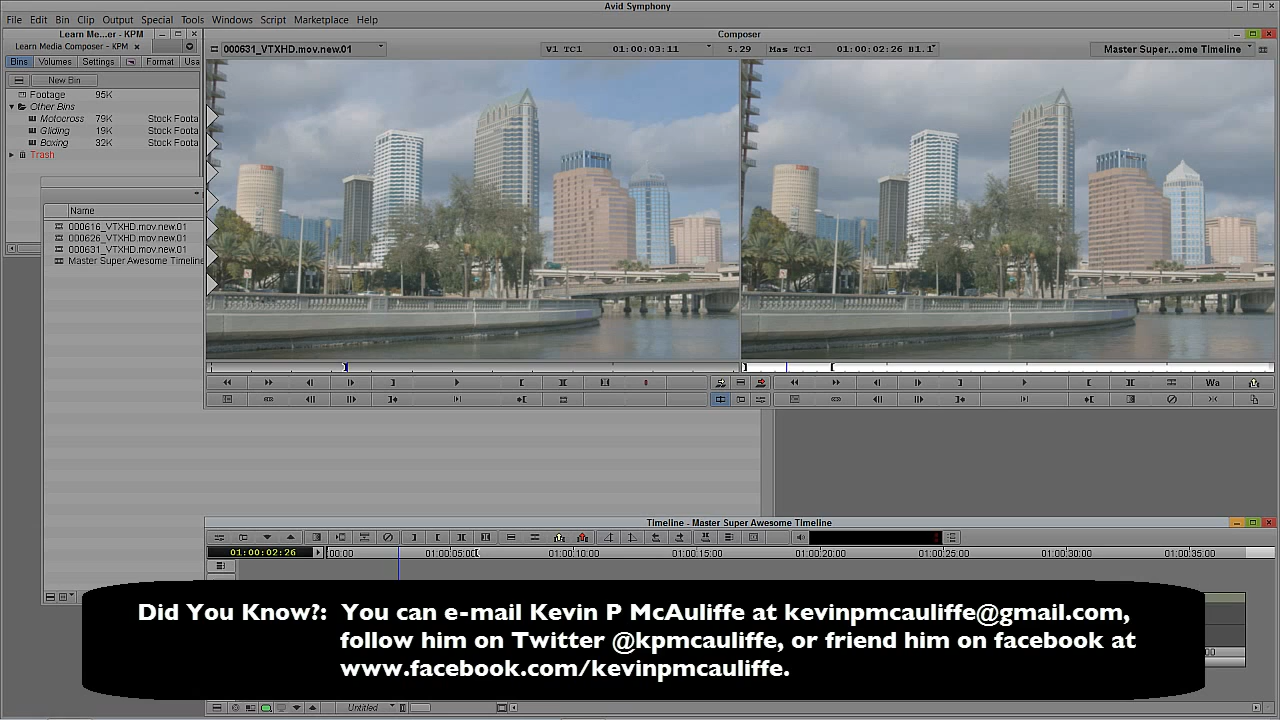 Avid Symphony
File Edit Bin Clip Output Special Tools Windows Script Marketplace Help
Learn Me...er - KPM
Learn Media Composer - KPM
Bins Volumes Settings Format Usa
New Bin
Footage 95K
Other Bins
Motcross 79K Stock Foota
Gliding 19K Stock Foota
Boxing 32K Stock Foota
Trash
Name
000616_VTXHD.mov.new.01
000626_VTXHD.mov.new.01
000631_VTXHD.mov.new.01
Master Super Awesome Timeline
Composer
000631_VTXHD.mov.new.01 V1 TC1 01:00:03:11 5.29 Mas TC1 01:00:02:26 B1.1 Master Super...ome Timeline
Wa
Timeline - Master Super Awesome Timeline
01:00:02:26 00:00 01:00:05:00 01:00:10:00 01:00:15:00 01:00:20:00 01:00:25:00 01:00:30:00 01:00:35:00
Did You Know?: You can e-mail Kevin P McAuliffe at kevinpmcauliffe@gmail.com,
follow him on Twitter @kpmcauliffe, or friend him on facebook at
www.facebook.com/kevinpmcauliffe.
Untitled